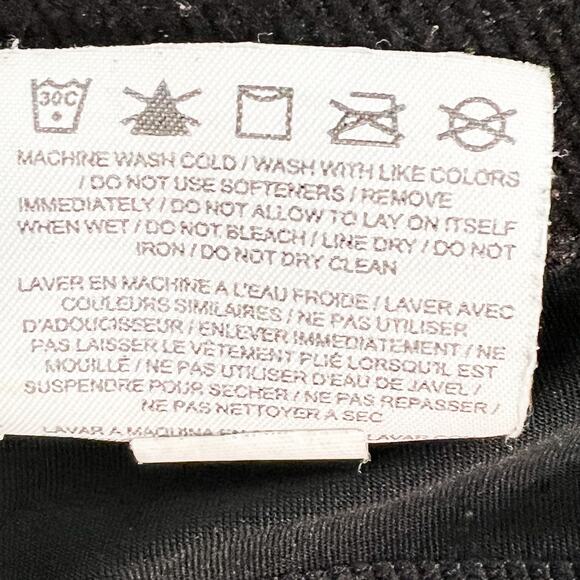 30C
MACHINE WASH COLD / WASH WITH LIKE COLORS
/ DO NOT USE SOFTENERS / REMOVE
IMMEDIATELY / DO NOT ALLOW TO LAY ON ITSELF
WHEN WET / DO NOT BLEACH / LINE DRY / DO NOT
IRON / DO NOT DRY CLEAN
LAVER EN MACHINE A L'EAU FROIDE / LAVER AVEC
COULEURS SIMILAIRES / NE PAS UTILISER
D'ADOUCISSEUR / ENLEVER IMMEDIATEMENT / NE
PAS LAISSER LE VÊTEMENT PLIÉ LORSQU'IL EST
MOUILLÉ / NE PAS UTILISER D'EAU DE JAVEL /
SUSPENDRE POUR SECHER / NE PAS REPASSER /
NE PAS NETTOYER A SEC
LAVAR A MAQUINA EN LAVAR